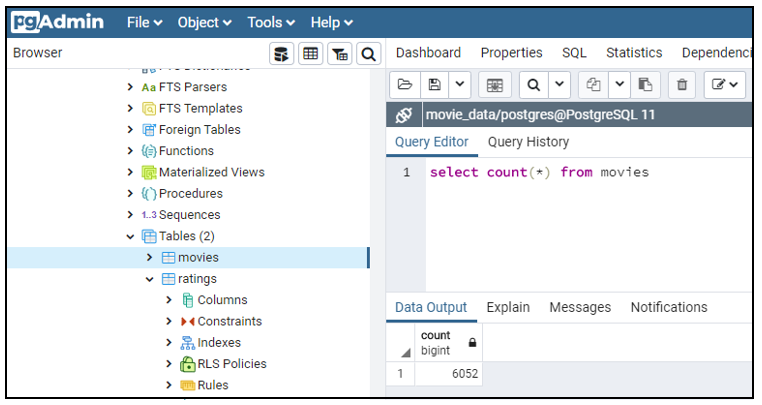 pgAdmin File Object Tools Help
Browser
Dashboard Properties SQL Statistics Dependenci
FTS Dictionaries
Aa FTS Parsers
FTS Templates
Foreign Tables
Functions
Materialized Views
Procedures
1..3 Sequences
Tables (2)
movies
ratings
Columns
Constraints
Indexes
RLS Policies
Rules
movie_data/postgres@PostgreSQL 11
Query Editor Query History
1 select count(*) from movies
Data Output Explain Messages Notifications
count
bigint
1 6052